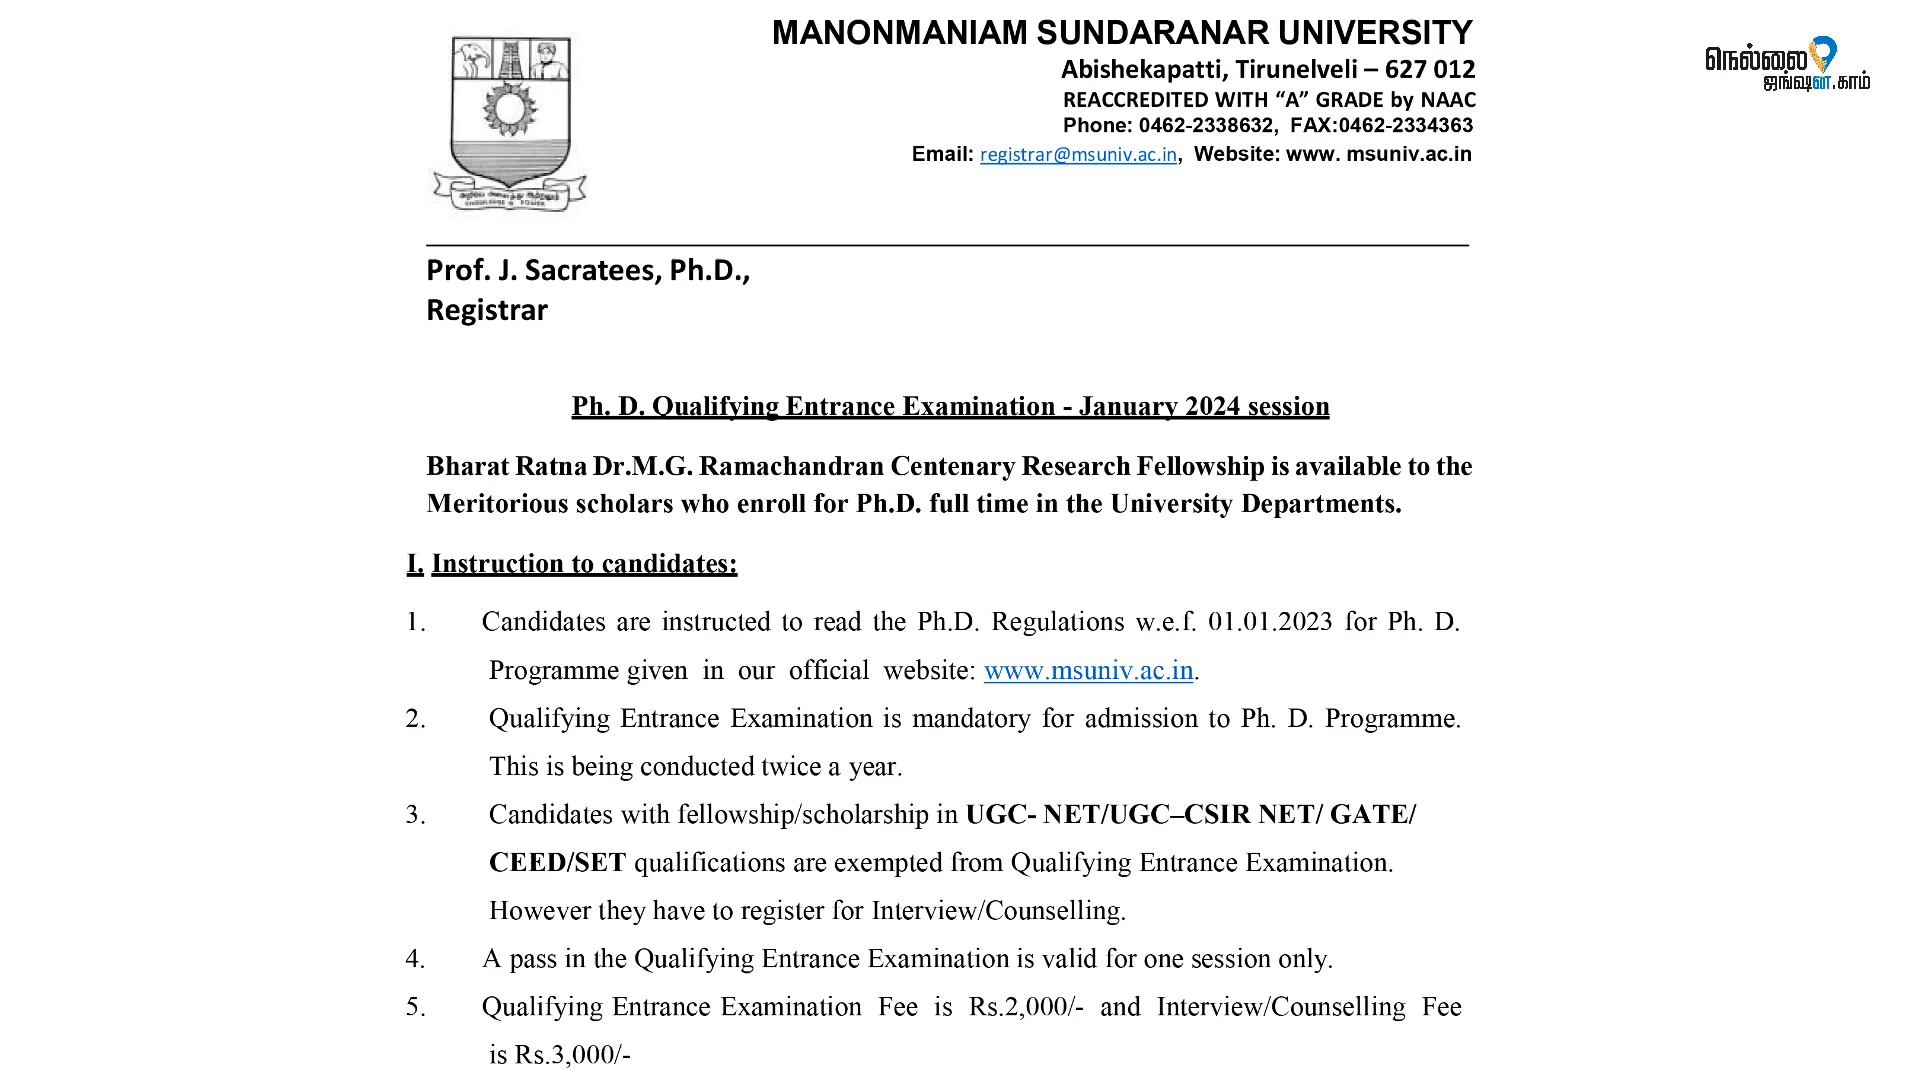 MANONMANIAM SUNDARANAR UNIVERSITY
Abishekapatti, Tirunelveli – 627 012
REACCREDITED WITH “A” GRADE by NAAC
Phone: 0462-2338632, FAX:0462-2334363
Email: registrar@msuniv.ac.in, Website: www. msuniv.ac.in
நெல்லை
ஜங்ஷன்.காம்
KNOWLEDGE is POWER
Prof. J. Sacratees, Ph.D.,
Registrar
Ph. D. Qualifying Entrance Examination - January 2024 session
Bharat Ratna Dr.M.G. Ramachandran Centenary Research Fellowship is available to the
Meritorious scholars who enroll for Ph.D. full time in the University Departments.
I. Instruction to candidates:
1. Candidates are instructed to read the Ph.D. Regulations w.e.f. 01.01.2023 for Ph. D.
Programme given in our official website: www.msuniv.ac.in.
2. Qualifying Entrance Examination is mandatory for admission to Ph. D. Programme.
This is being conducted twice a year.
3. Candidates with fellowship/scholarship in UGC- NET/UGC–CSIR NET/ GATE/
CEED/SET qualifications are exempted from Qualifying Entrance Examination.
However they have to register for Interview/Counselling.
4. A pass in the Qualifying Entrance Examination is valid for one session only.
5. Qualifying Entrance Examination Fee is Rs.2,000/- and Interview/Counselling Fee
is Rs.3,000/-